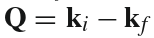 Q = k_i − k_f